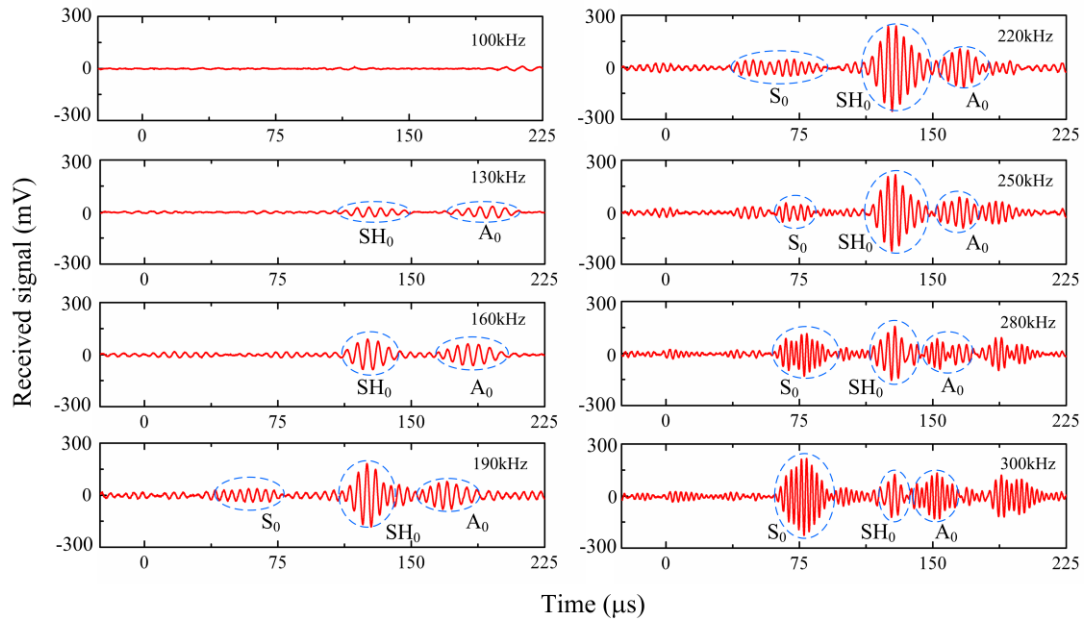 Received signal (mV)
300
0
-300
100kHz
0 75 150 225
300
0
-300
130kHz
SH₀ A₀
0 75 150 225
300
0
-300
160kHz
SH₀ A₀
0 75 150 225
300
0
-300
190kHz
S₀ SH₀ A₀
0 75 150 225
300
0
-300
220kHz
S₀ SH₀ A₀
0 75 150 225
300
0
-300
250kHz
S₀ SH₀ A₀
0 75 150 225
300
0
-300
280kHz
S₀ SH₀ A₀
0 75 150 225
300
0
-300
300kHz
S₀ SH₀ A₀
0 75 150 225
Time (μs)